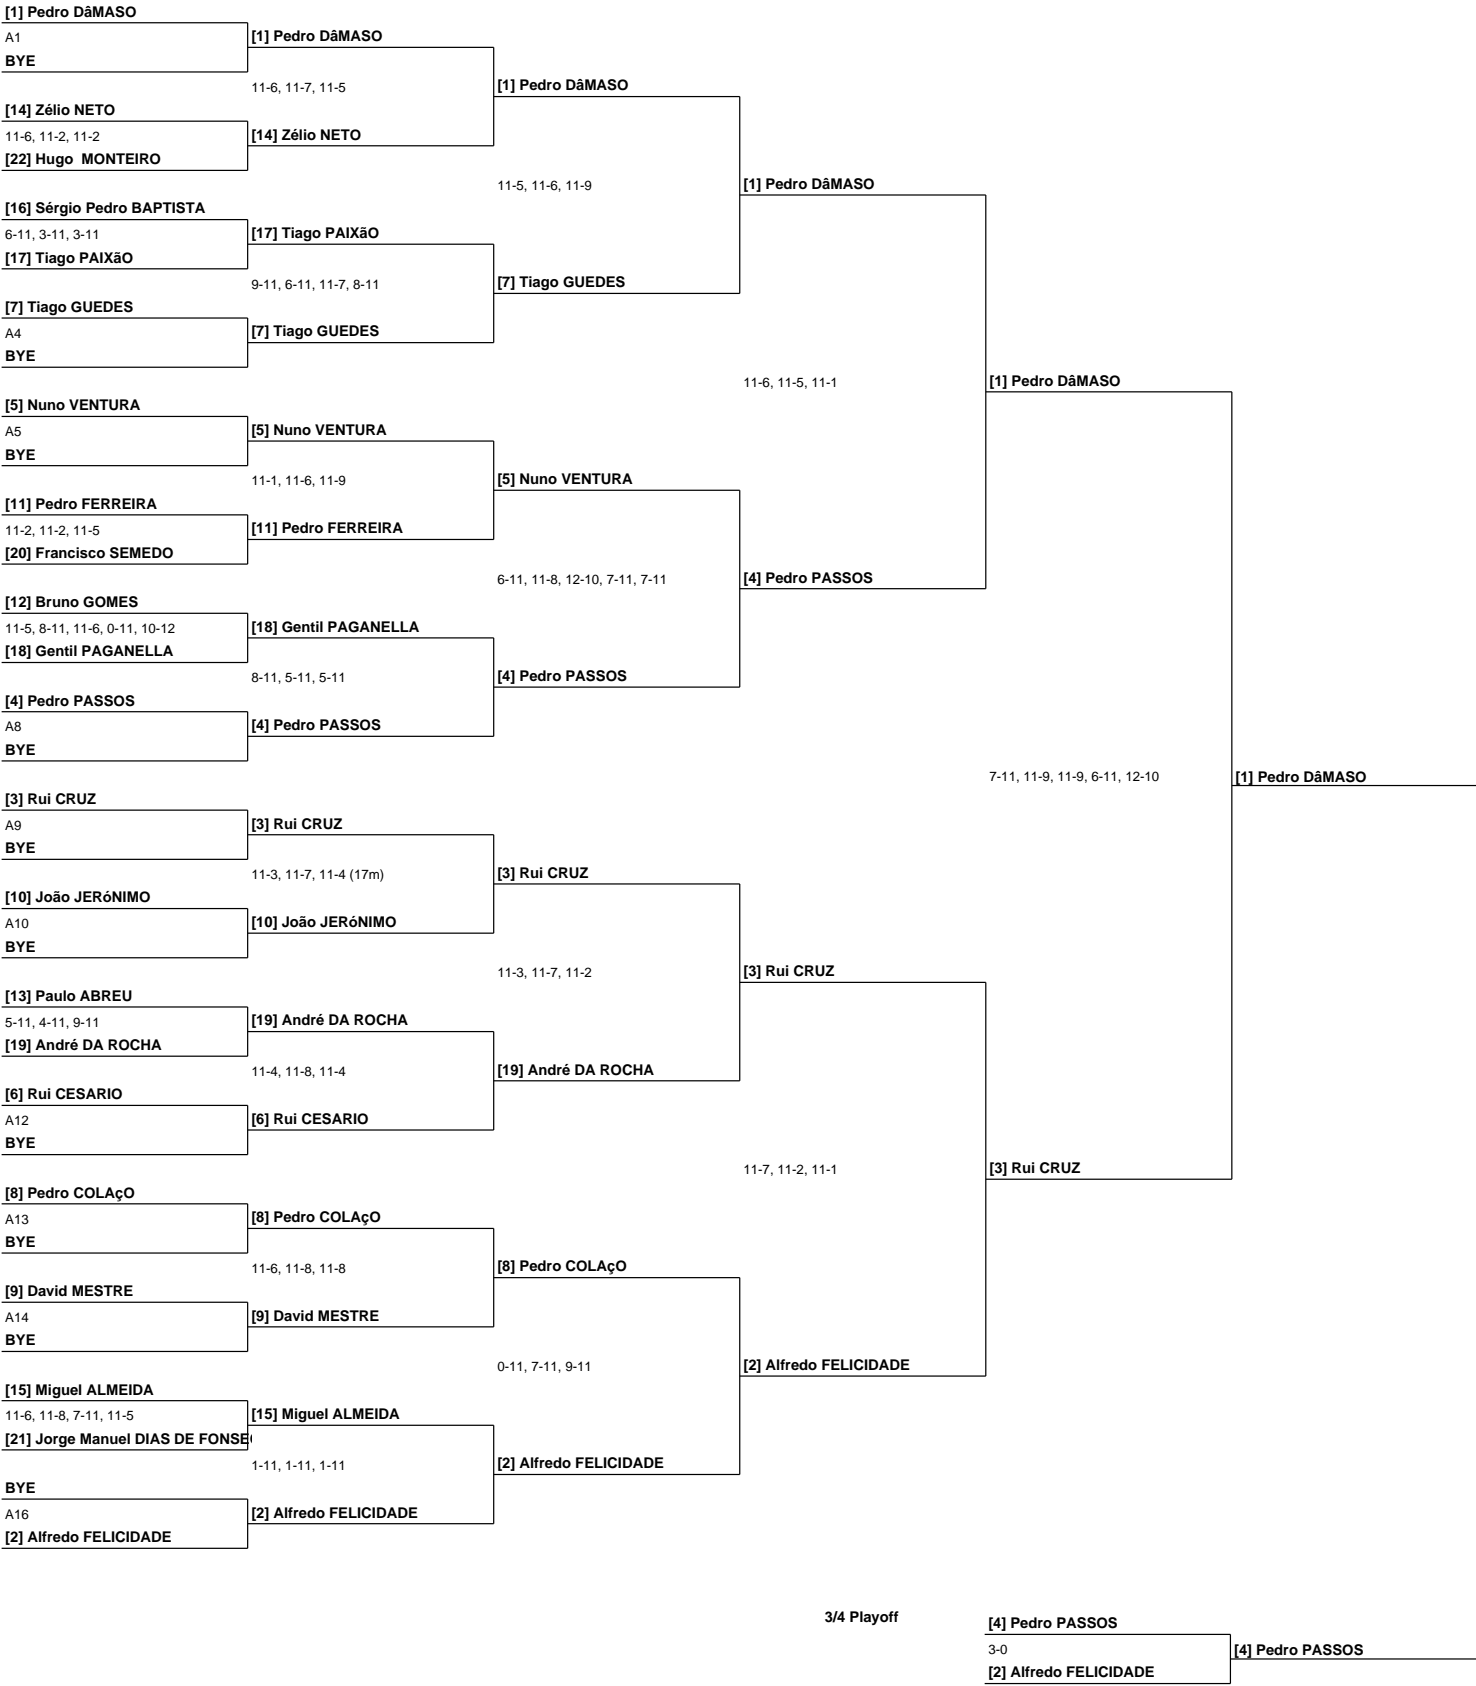 [1] Pedro DâMASO
A1
[1] Pedro DâMASO
BYE
11-6, 11-7, 11-5
[1] Pedro DâMASO
[14] Zélio NETO
11-6, 11-2, 11-2
[14] Zélio NETO
[22] Hugo  MONTEIRO
11-5, 11-6, 11-9
[1] Pedro DâMASO
[16] Sérgio Pedro BAPTISTA
6-11, 3-11, 3-11
[17] Tiago PAIXãO
[17] Tiago PAIXãO
9-11, 6-11, 11-7, 8-11
[7] Tiago GUEDES
[7] Tiago GUEDES
A4
[7] Tiago GUEDES
BYE
11-6, 11-5, 11-1
[1] Pedro DâMASO
[5] Nuno VENTURA
A5
[5] Nuno VENTURA
BYE
11-1, 11-6, 11-9
[5] Nuno VENTURA
[11] Pedro FERREIRA
11-2, 11-2, 11-5
[11] Pedro FERREIRA
[20] Francisco SEMEDO
6-11, 11-8, 12-10, 7-11, 7-11
[4] Pedro PASSOS
[12] Bruno GOMES
11-5, 8-11, 11-6, 0-11, 10-12
[18] Gentil PAGANELLA
[18] Gentil PAGANELLA
8-11, 5-11, 5-11
[4] Pedro PASSOS
[4] Pedro PASSOS
A8
[4] Pedro PASSOS
BYE
7-11, 11-9, 11-9, 6-11, 12-10
[1] Pedro DâMASO
[3] Rui CRUZ
A9
[3] Rui CRUZ
BYE
11-3, 11-7, 11-4 (17m)
[3] Rui CRUZ
[10] João JERóNIMO
A10
[10] João JERóNIMO
BYE
11-3, 11-7, 11-2
[3] Rui CRUZ
[13] Paulo ABREU
5-11, 4-11, 9-11
[19] André DA ROCHA
[19] André DA ROCHA
11-4, 11-8, 11-4
[19] André DA ROCHA
[6] Rui CESARIO
A12
[6] Rui CESARIO
BYE
11-7, 11-2, 11-1
[3] Rui CRUZ
[8] Pedro COLAçO
A13
[8] Pedro COLAçO
BYE
11-6, 11-8, 11-8
[8] Pedro COLAçO
[9] David MESTRE
A14
[9] David MESTRE
BYE
0-11, 7-11, 9-11
[2] Alfredo FELICIDADE
[15] Miguel ALMEIDA
11-6, 11-8, 7-11, 11-5
[15] Miguel ALMEIDA
[21] Jorge Manuel DIAS DE FONSE
1-11, 1-11, 1-11
[2] Alfredo FELICIDADE
BYE
A16
[2] Alfredo FELICIDADE
[2] Alfredo FELICIDADE
3/4 Playoff
[4] Pedro PASSOS
3-0
[4] Pedro PASSOS
[2] Alfredo FELICIDADE